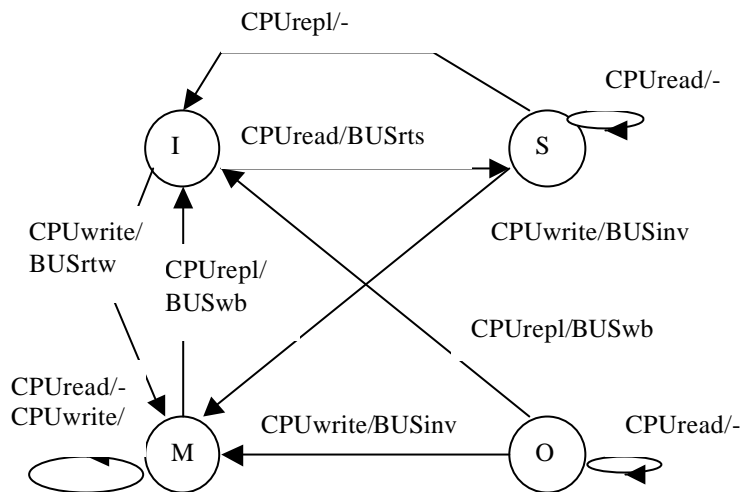 CPUrepl/-
CPUread/-
I
CPUread/BUSrts
S
CPUwrite/
BUSrtw
CPUrepl/
BUSwb
CPUwrite/BUSinv
CPUrepl/BUSwb
CPUread/-
CPUwrite/
CPUwrite/BUSinv
CPUread/-
M
O